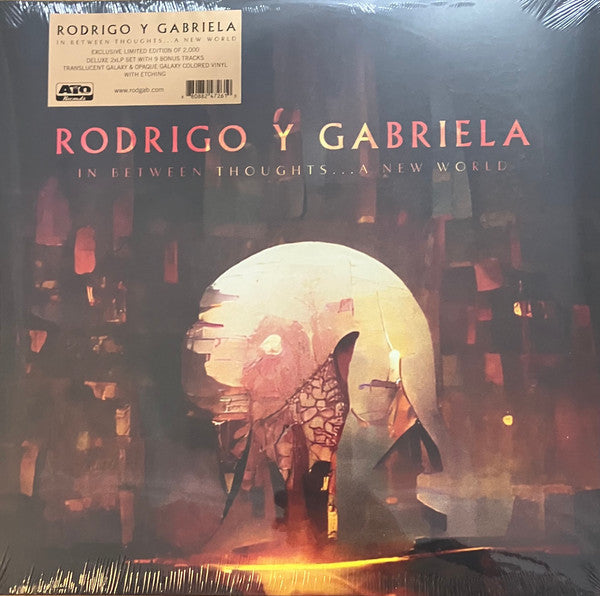 RODRIGO Y GABRIELA
IN BETWEEN THOUGHTS...A NEW WORLD
EXCLUSIVE LIMITED EDITION OF 2,000
DELUXE 2xLP SET WITH 9 BONUS TRACKS
TRANSLUCENT GALAXY & OPAQUE GALAXY COLORED VINYL
WITH ETCHING
ATO
Records
www.rodgab.com
RODRIGO Y GABRIELA
IN BETWEEN THOUGHTS...A NEW WORLD